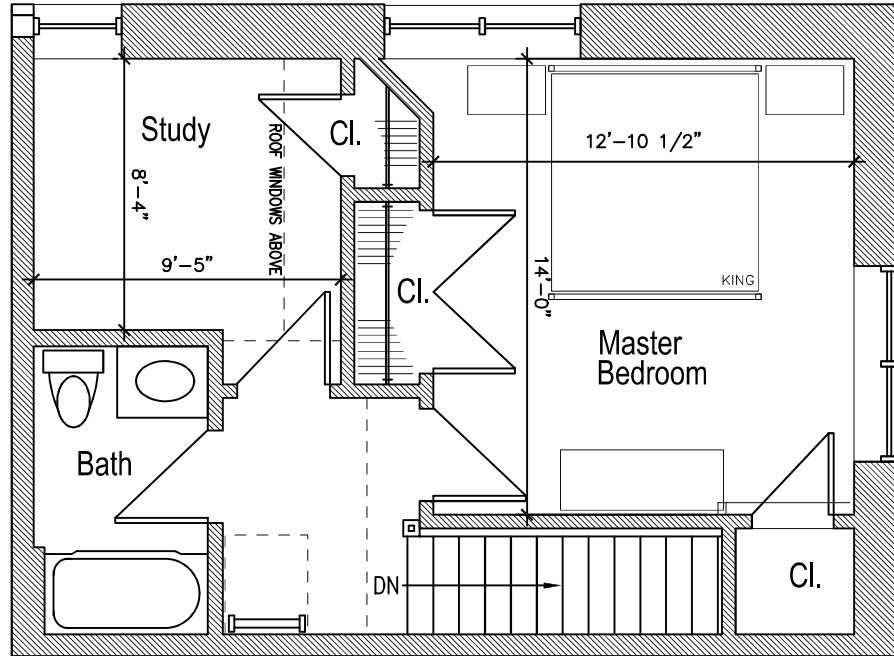 Study
Cl.
ROOF WINDOWS ABOVE
8'-4"
9'-5"
12'-10 1/2"
14'-0"
KING
Cl.
Master
Bedroom
Bath
DN
Cl.